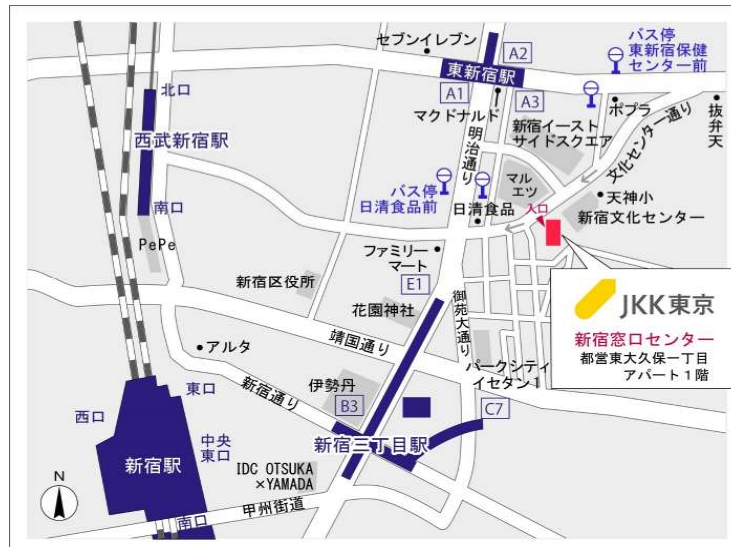 セブンイレブン
A2
バス停
東新宿保健
センター前
東新宿駅
A1
A3
マクドナルド
ポプラ
抜弁天
北口
西武新宿駅
南口
PePe
明治通り
新宿イースト
サイドスクエア
文化センター通り
バス停
日清食品前
マル
エツ
日清食品
入口
天神小
新宿文化センター
ファミリー
マート
新宿区役所
E1
花園神社
御苑大通り
靖国通り
JKK東京
新宿窓口センター
都営東大久保一丁目
アパート1階
アルタ
パークシティ
イセタン1
伊勢丹
新宿通り
B3
C7
東口
西口
中央
東口
新宿駅
新宿三丁目駅
IDC OTSUKA
×YAMADA
甲州街道
南口
N